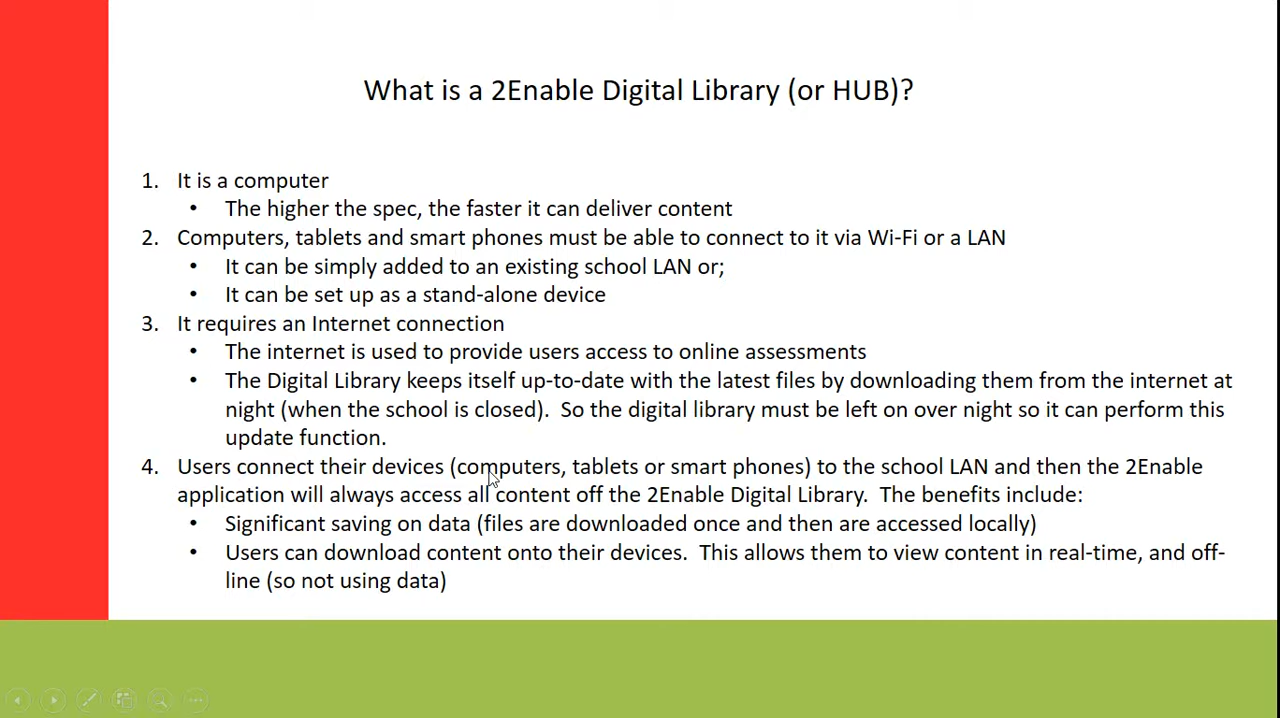 What is a 2Enable Digital Library (or HUB)?
1. It is a computer
• The higher the spec, the faster it can deliver content
2. Computers, tablets and smart phones must be able to connect to it via Wi-Fi or a LAN
• It can be simply added to an existing school LAN or;
• It can be set up as a stand-alone device
3. It requires an Internet connection
• The internet is used to provide users access to online assessments
• The Digital Library keeps itself up-to-date with the latest files by downloading them from the internet at
night (when the school is closed).  So the digital library must be left on over night so it can perform this
update function.
4. Users connect their devices (computers, tablets or smart phones) to the school LAN and then the 2Enable
application will always access all content off the 2Enable Digital Library.  The benefits include:
• Significant saving on data (files are downloaded once and then are accessed locally)
• Users can download content onto their devices.  This allows them to view content in real-time, and off-
line (so not using data)